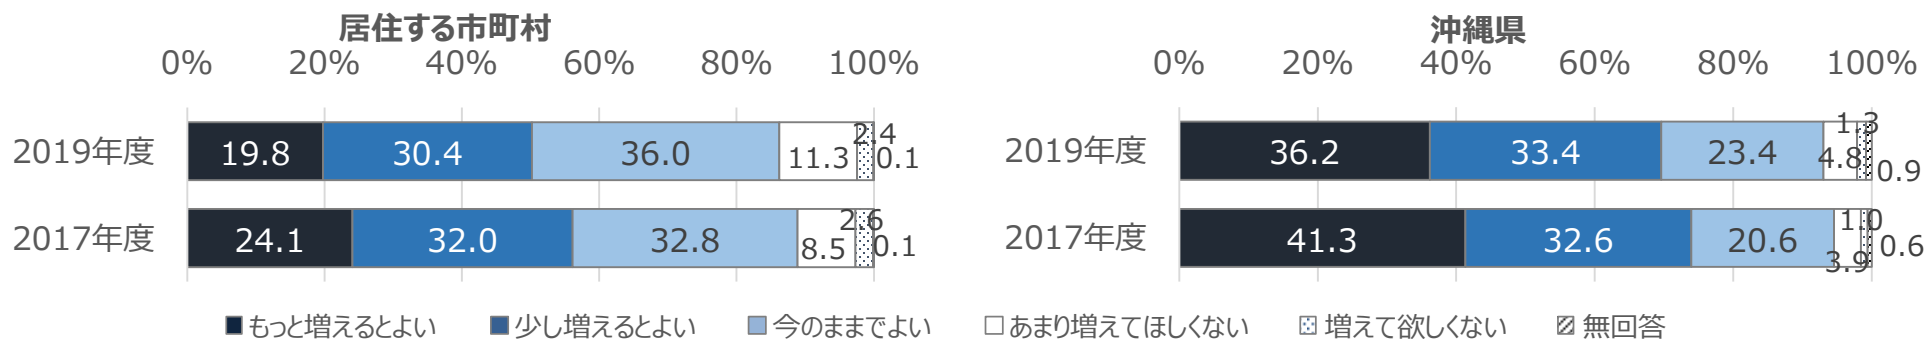 居住する市町村
0% 20% 40% 60% 80% 100%
2019年度 19.8 30.4 36.0 11.3 2.4 0.1
2017年度 24.1 32.0 32.8 8.5 2.6 0.1
沖縄県
0% 20% 40% 60% 80% 100%
2019年度 36.2 33.4 23.4 4.8 1.3 0.9
2017年度 41.3 32.6 20.6 3.9 1.0 0.6
もっと増えるとよい 少し増えるとよい 今のままでよい あまり増えてほしくない 増えて欲しくない 無回答